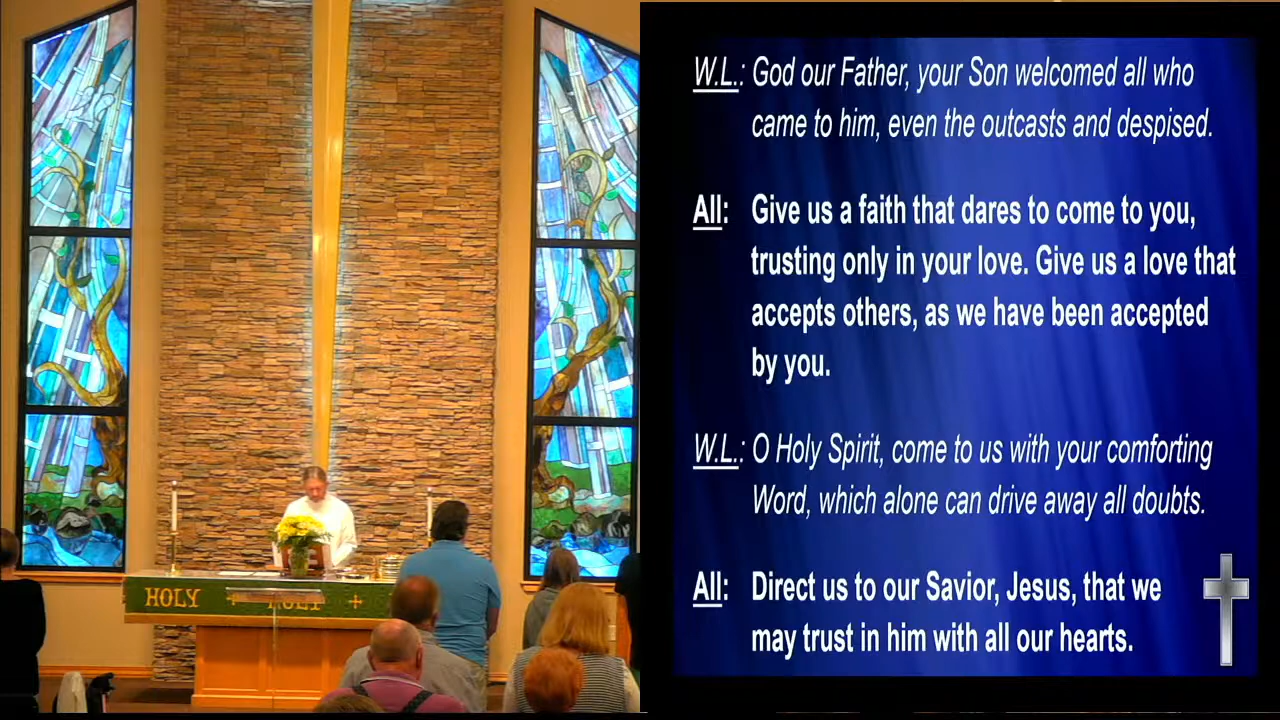 W.L.: God our Father, your Son welcomed all who
came to him, even the outcasts and despised.
All: Give us a faith that dares to come to you,
trusting only in your love. Give us a love that
accepts others, as we have been accepted
by you.
W.L.: O Holy Spirit, come to us with your comforting
Word, which alone can drive away all doubts.
All: Direct us to our Savior, Jesus, that we
may trust in him with all our hearts.
HOLY + HOLY +